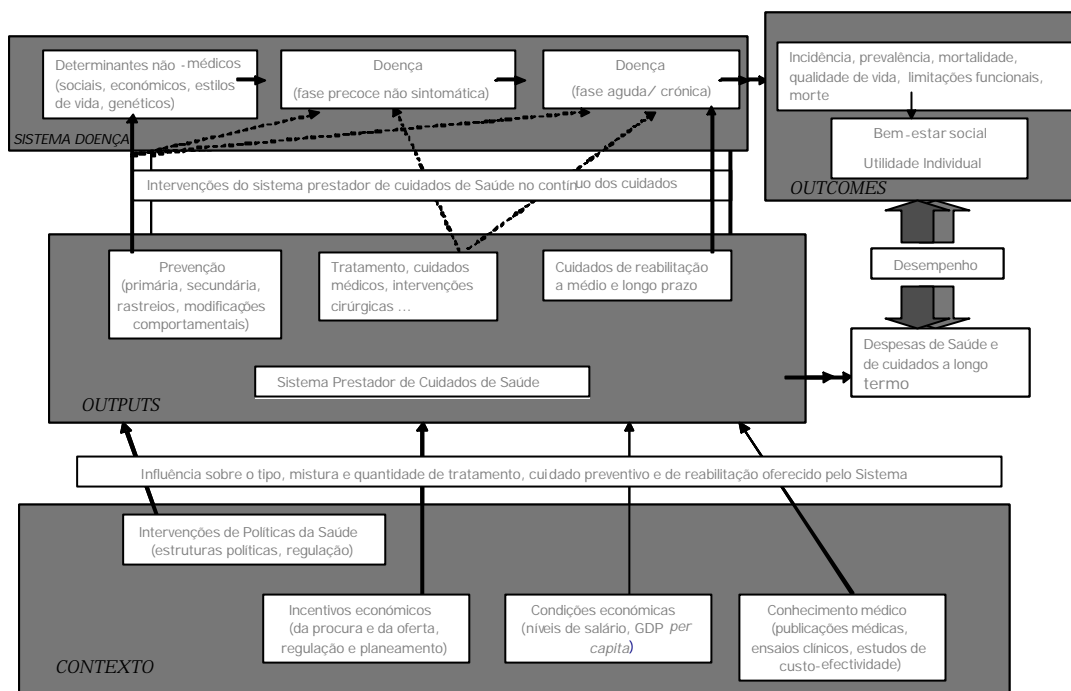 Determinantes não - médicos
(sociais, económicos, estilos
de vida, genéticos)
Doença
(fase precoce não sintomática)
Doença
(fase aguda/ crónica)
SISTEMA DOENÇA
Incidência, prevalência, mortalidade,
qualidade de vida, limitações funcionais,
morte
Bem - estar social
Utilidade Individual
OUTCOMES
Intervenções do sistema prestador de cuidados de Saúde no contínuo dos cuidados
Desempenho
Prevenção
(primária, secundária,
rastreios, modificações
comportamentais)
Tratamento, cuidados
médicos, intervenções
cirúrgicas ...
Cuidados de reabilitação
a médio e longo prazo
Sistema Prestador de Cuidados de Saúde
OUTPUTS
Despesas de Saúde e
de cuidados a longo
termo
Influência sobre o tipo, mistura e quantidade de tratamento, cuidado preventivo e de reabilitação oferecido pelo Sistema
Intervenções de Políticas da Saúde
(estruturas políticas, regulação)
Incentivos económicos
(da procura e da oferta,
regulação e planeamento)
Condições económicas
(níveis de salário, GDP per
capita)
Conhecimento médico
(publicações médicas,
ensaios clínicos, estudos de
custo-efectividade)
CONTEXTO